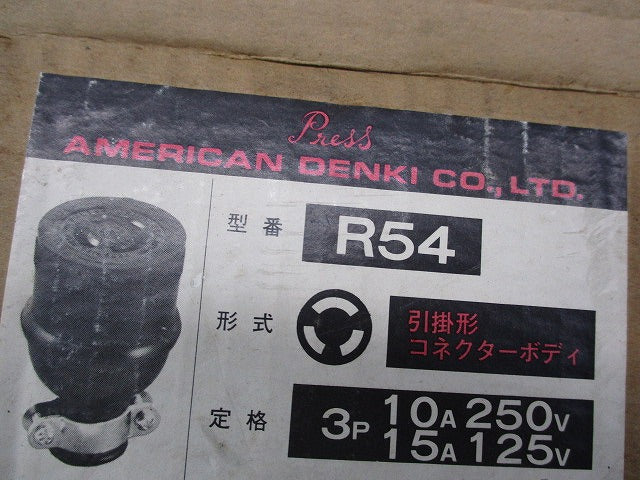 Press
AMERICAN DENKI CO., LTD.
型番 R54
形式 引掛形
コネクターボディ
定格 3P 10A 250V
15A 125V